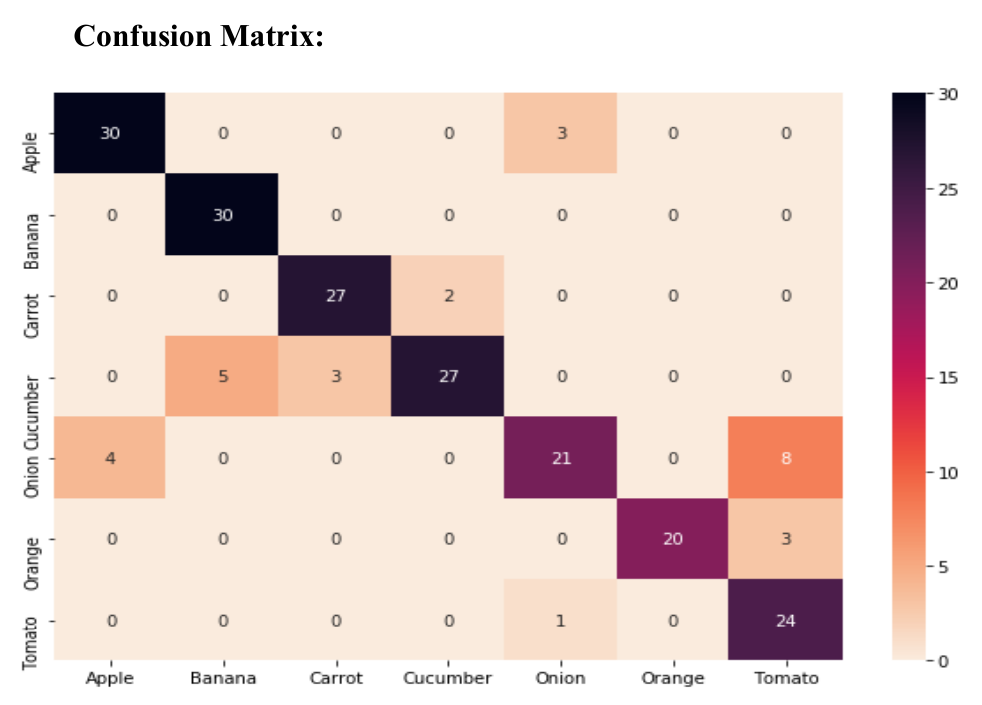 Confusion Matrix:
Apple 30 0 0 0 3 0 0
Banana 0 30 0 0 0 0 0
Carrot 0 0 27 2 0 0 0
Cucumber 0 5 3 27 0 0 0
Onion 4 0 0 0 21 0 8
Orange 0 0 0 0 0 20 3
Tomato 0 0 0 0 1 0 24
Apple Banana Carrot Cucumber Onion Orange Tomato
30
25
20
15
10
5
0